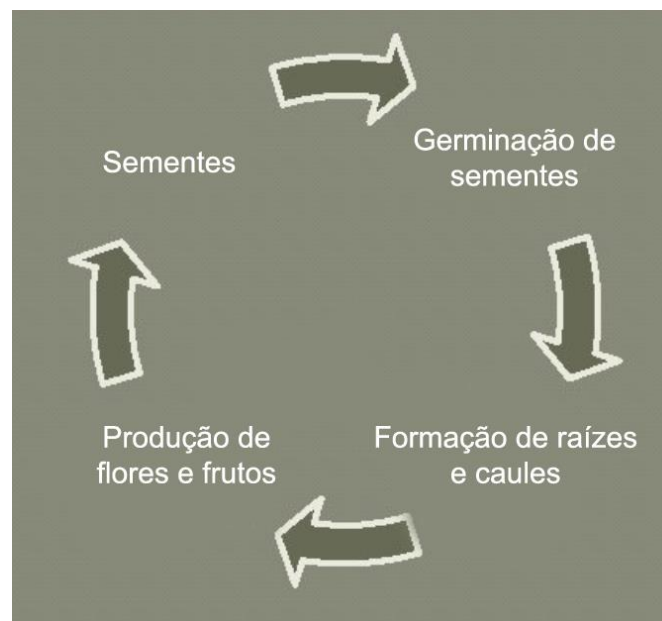 Sementes
Germinação de
sementes
Formação de raízes
e caules
Produção de
flores e frutos